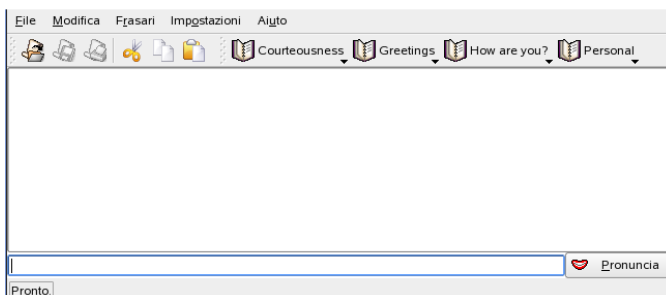 File Modifica Frasari Impostazioni Aiuto
Courteousness Greetings How are you? Personal
Pronuncia
Pronto.